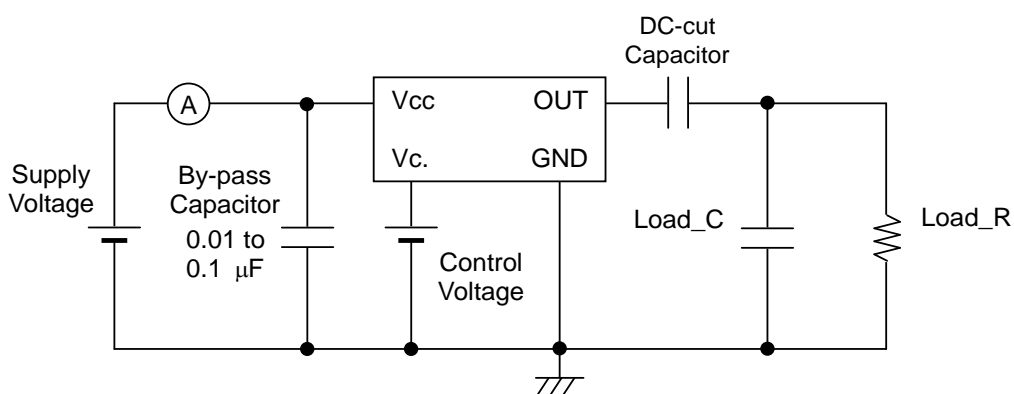 DC-cut
Capacitor
A
Vcc
OUT
Vc.
GND
Supply
Voltage
By-pass
Capacitor
0.01 to
0.1 μF
Control
Voltage
Load_C
Load_R